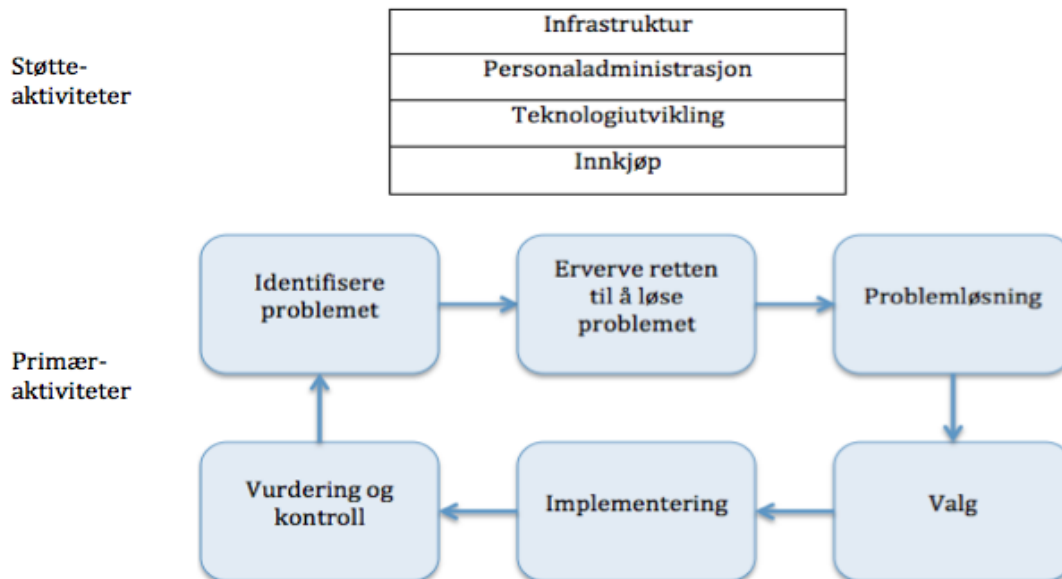 Støtte-
aktiviteter
Infrastruktur
Personaladministrasjon
Teknologiutvikling
Innkjøp
Primær-
aktiviteter
Identifisere
problemet
Erverve retten
til å løse
problemet
Problemløsning
Vurdering og
kontroll
Implementering
Valg